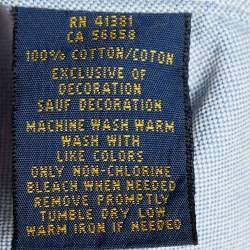 RN 41381
CA 56658
100% COTTON/COTON
EXCLUSIVE OF
DECORATION
SAUF DECORATION
MACHINE WASH WARM
WASH WITH
LIKE COLORS
ONLY NON-CHLORINE
BLEACH WHEN NEEDED
REMOVE PROMPTLY
TUMBLE DRY LOW
WARM IRON IF NEEDED